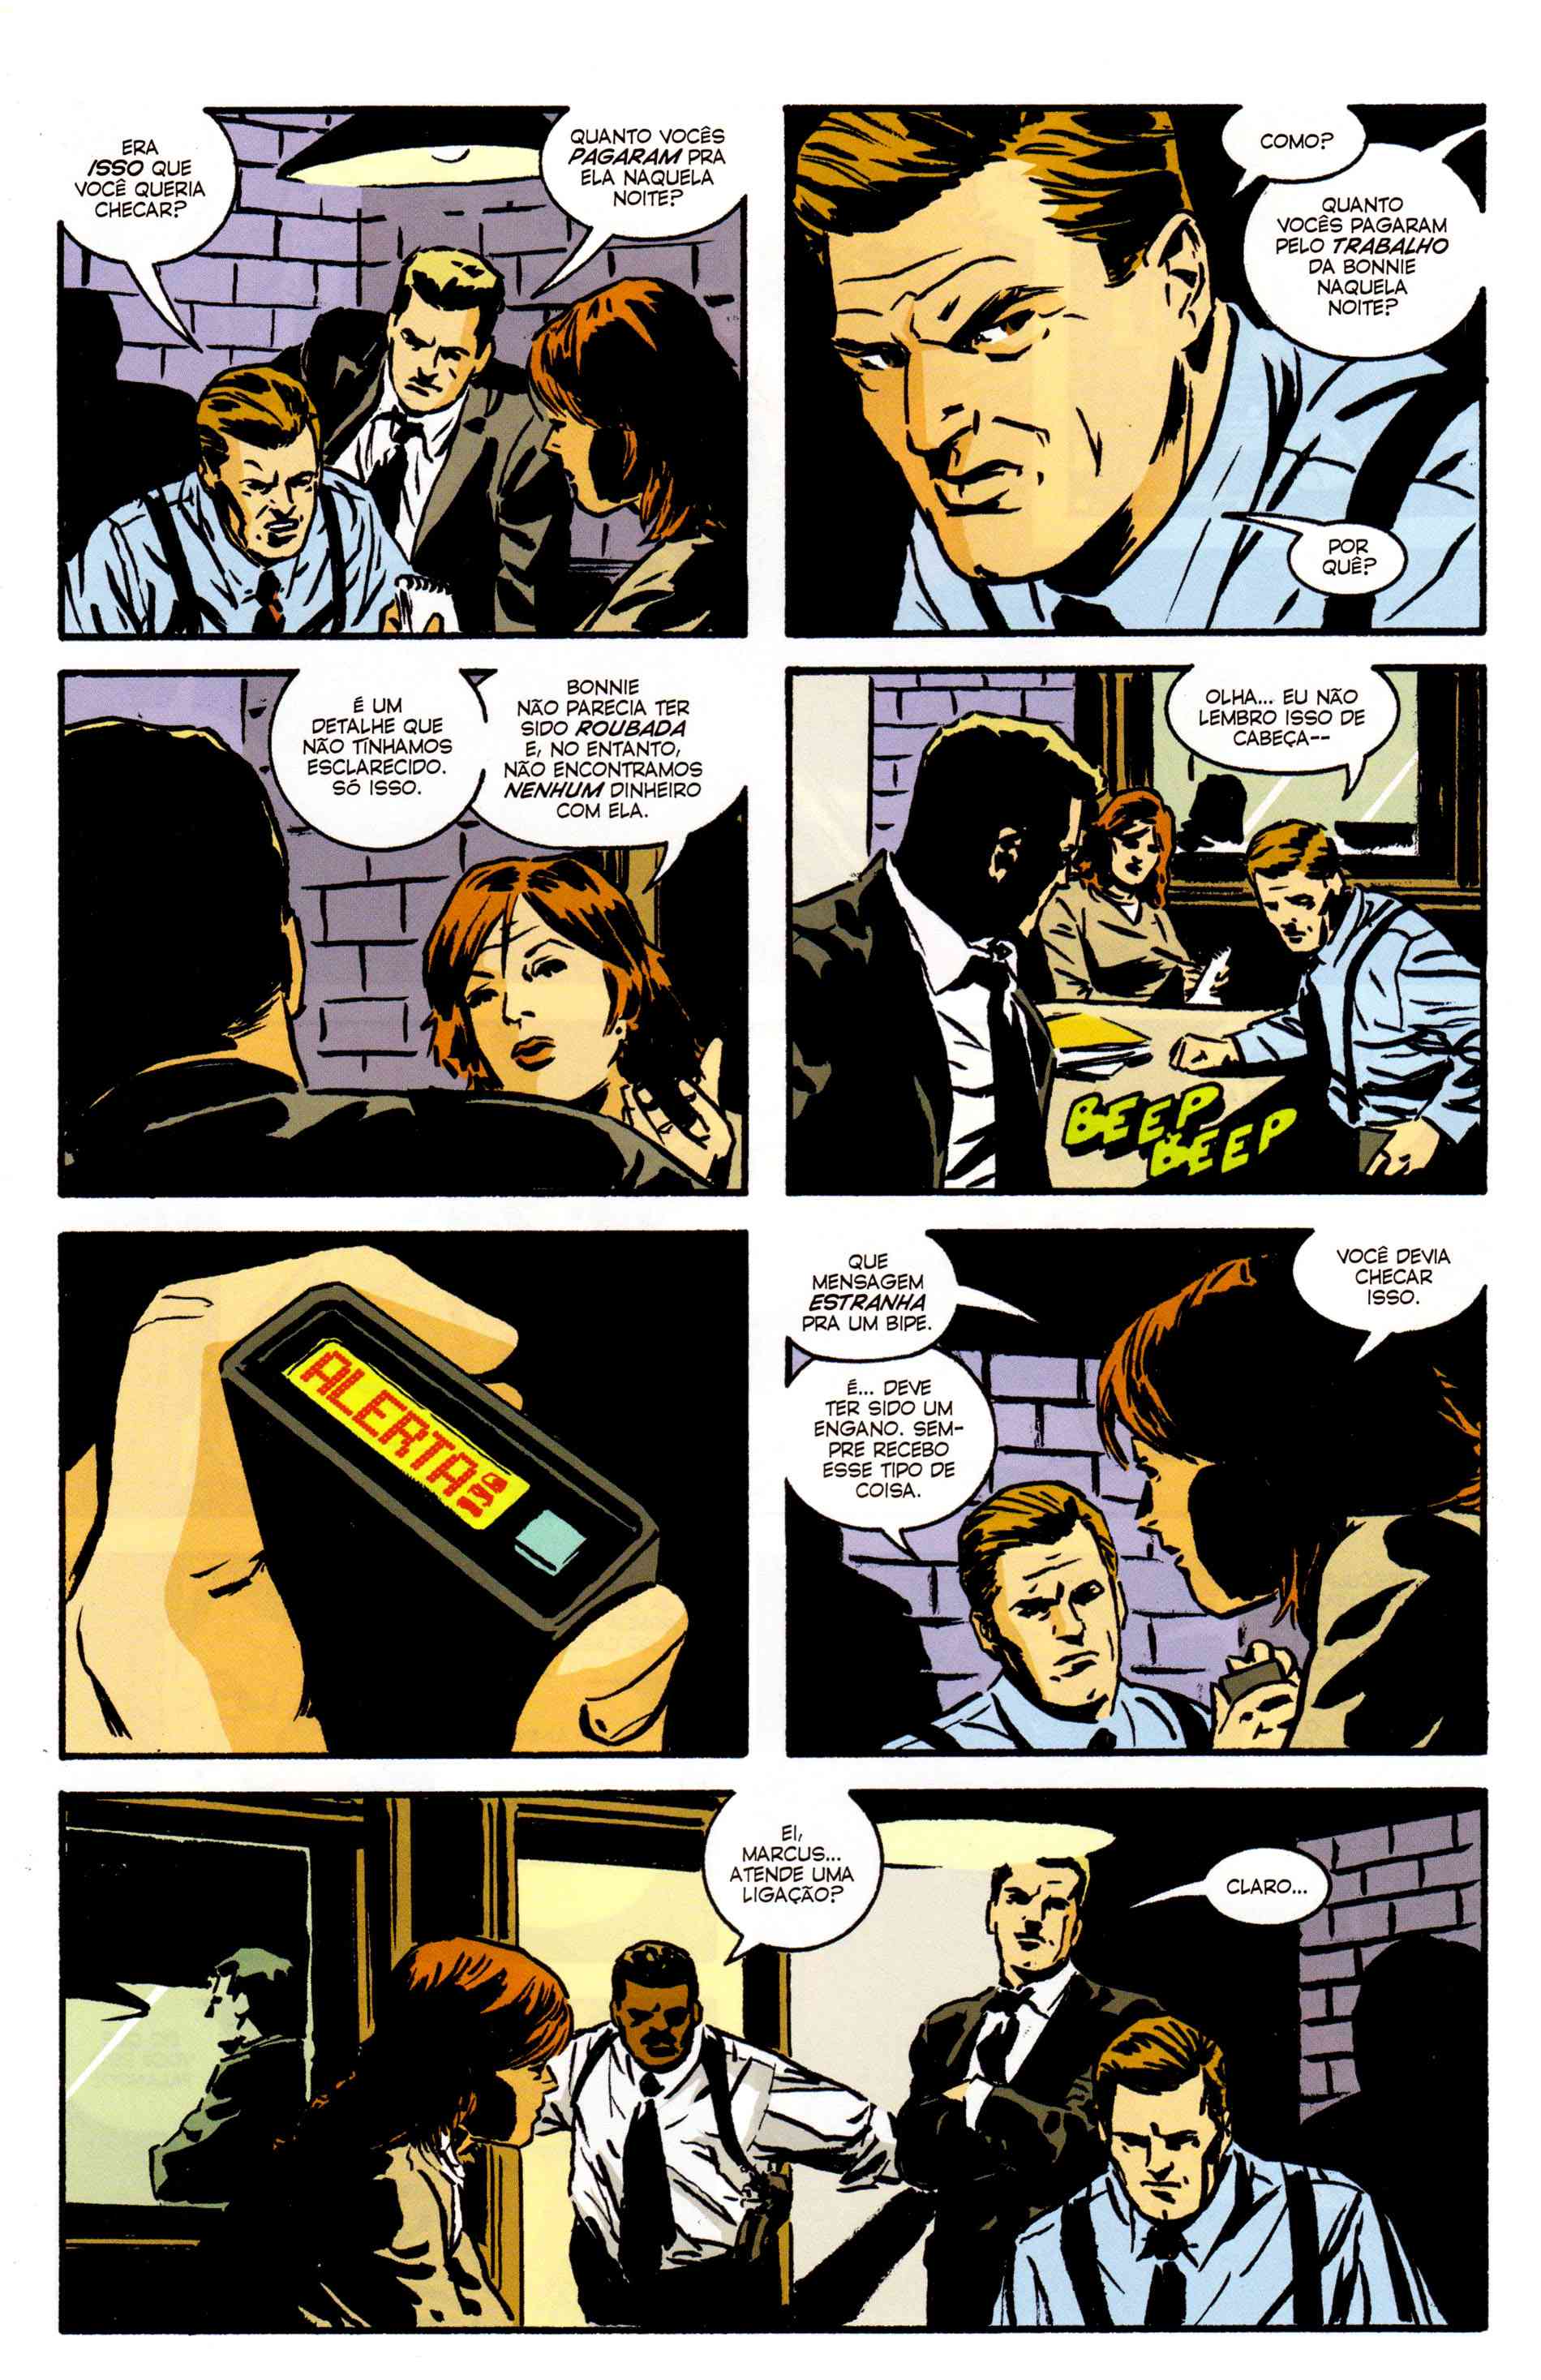 ERA
ISSO QUE
VOCÊ QUERIA
CHECAR?
QUANTO VOCÊS
PAGARAM PRA
ELA NAQUELA
NOITE?
COMO?
QUANTO
VOCÊS PAGARAM
PELO TRABALHO
DA BONNIE
NAQUELA
NOITE?
POR
QUÊ?
É UM
DETALHE QUE
NÃO TÍNHAMOS
ESCLARECIDO.
SÓ ISSO.
BONNIE
NÃO PARECIA TER
SIDO ROUBADA
E, NO ENTANTO,
NÃO ENCONTRAMOS
NENHUM DINHEIRO
COM ELA.
OLHA... EU NÃO
LEMBRO ISSO DE
CABEÇA--
BEEP
BEEP
ALERTA
QUE
MENSAGEM
ESTRANHA
PRA UM BIPE.
VOCÊ DEVIA
CHECAR
ISSO.
É... DEVE
TER SIDO UM
ENGANO. SEM-
PRE RECEBO
ESSE TIPO DE
COISA.
EI,
MARCUS...
ATENDE UMA
LIGAÇÃO?
CLARO...